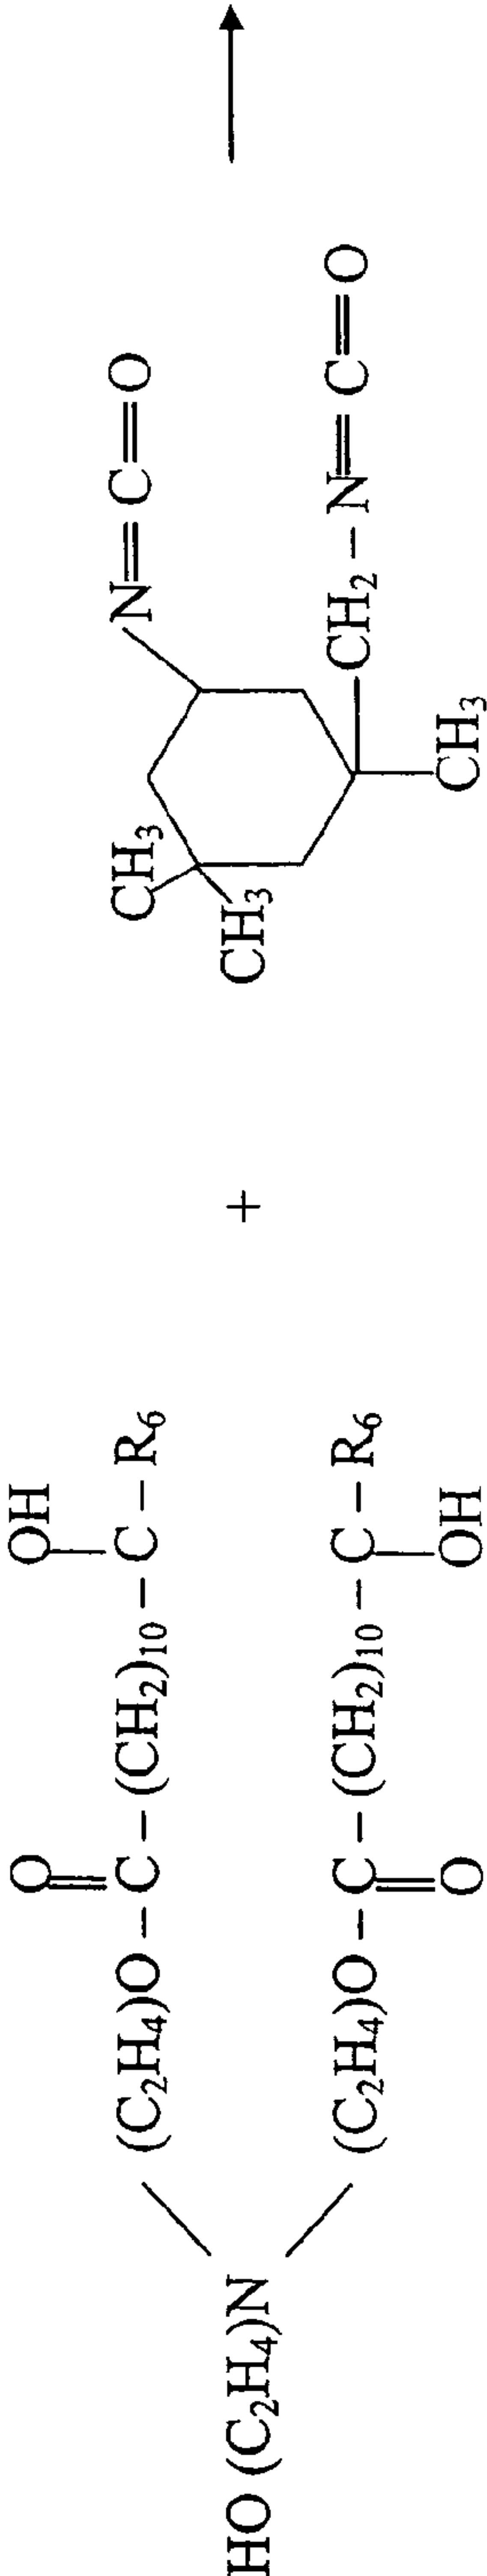 OH
O
HO (C₂H₄)N (C₂H₄)O – C – (CH₂)₁₀ – C – R₆
(C₂H₄)O – C – (CH₂)₁₀ – C – R₆
O
OH
+
CH₃
CH₃
N=C=O
CH₂ – N=C=O
CH₃